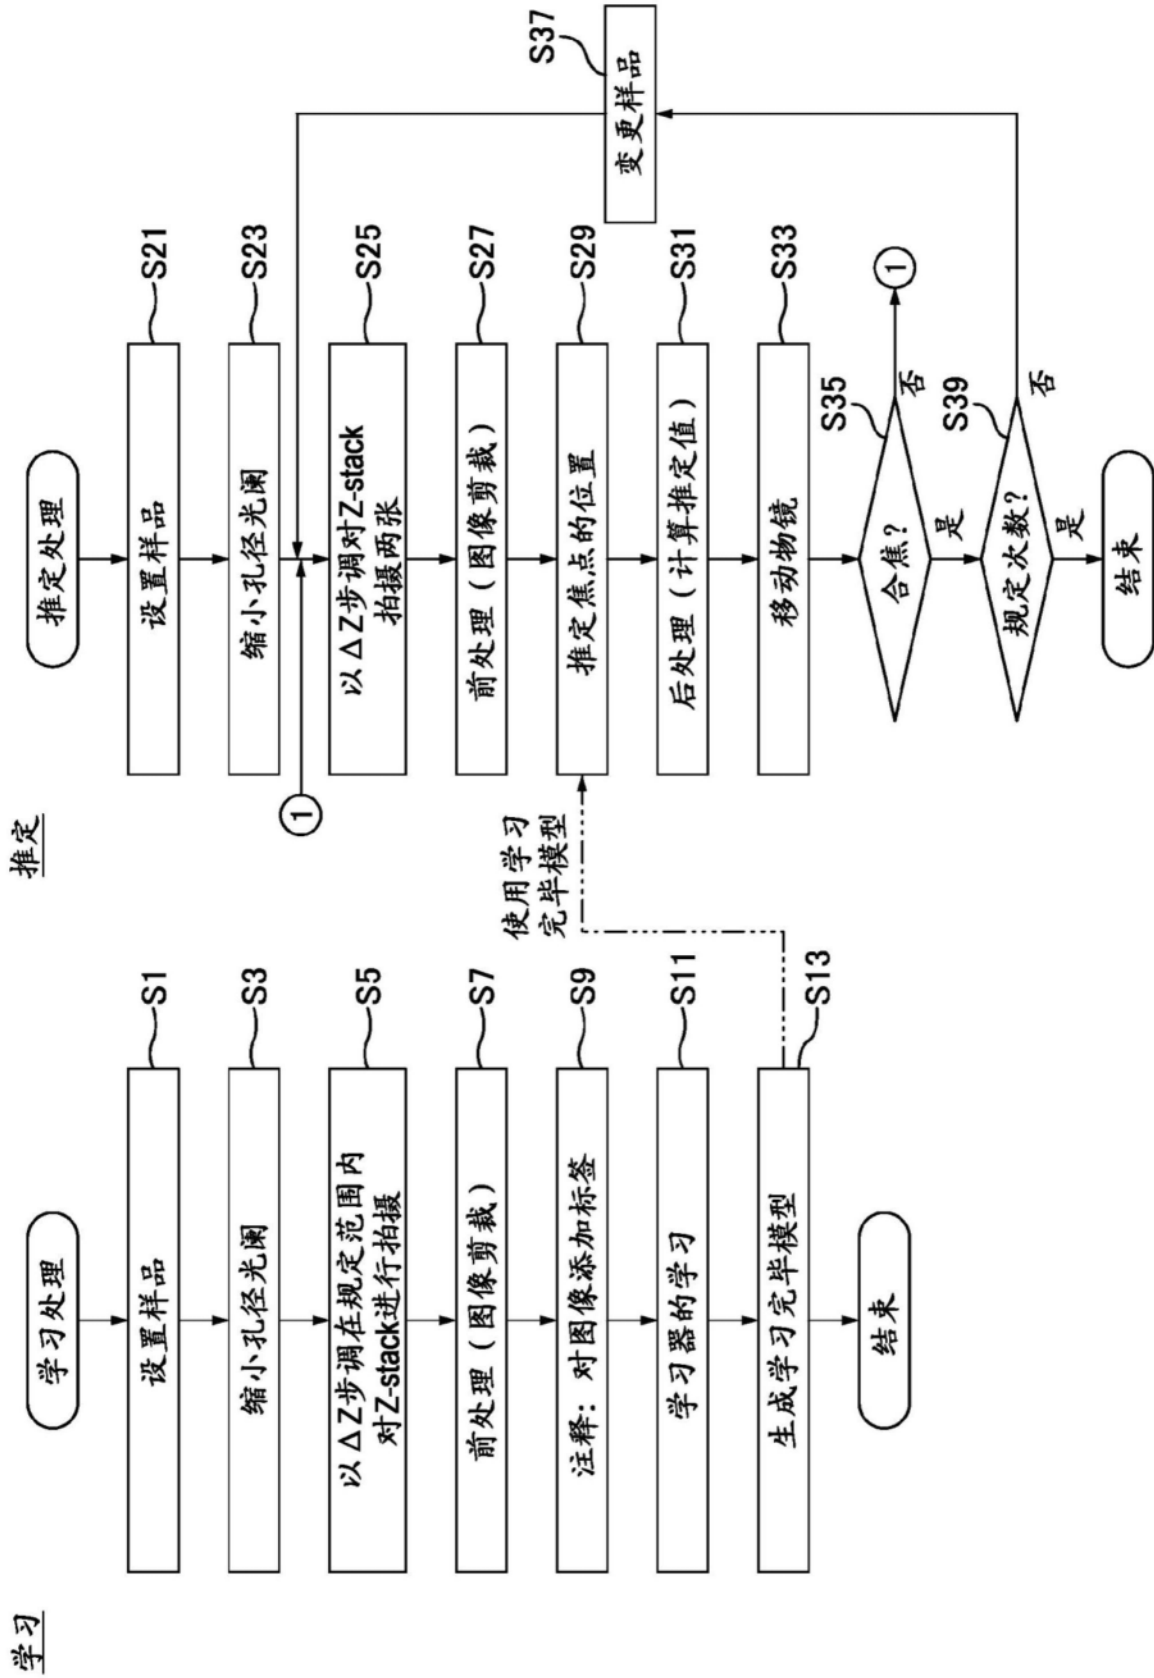 学习
学习处理
设置样品
S1
缩小孔径光阑
S3
以ΔZ步调在规定范围内
对Z-stack进行拍摄
S5
前处理（图像剪裁）
S7
注释：对图像添加标签
S9
学习器的学习
S11
生成学习完毕模型
S13
结束
使用学习
完毕模型
推定
推定处理
设置样品
S21
缩小孔径光阑
S23
1
以ΔZ步调对Z-stack
拍摄两张
S25
前处理（图像剪裁）
S27
推定焦点的位置
S29
后处理（计算推定值）
S31
移动物镜
S33
合焦？
S35
否
1
是
规定次数？
S39
否
是
变更样品
S37
结束